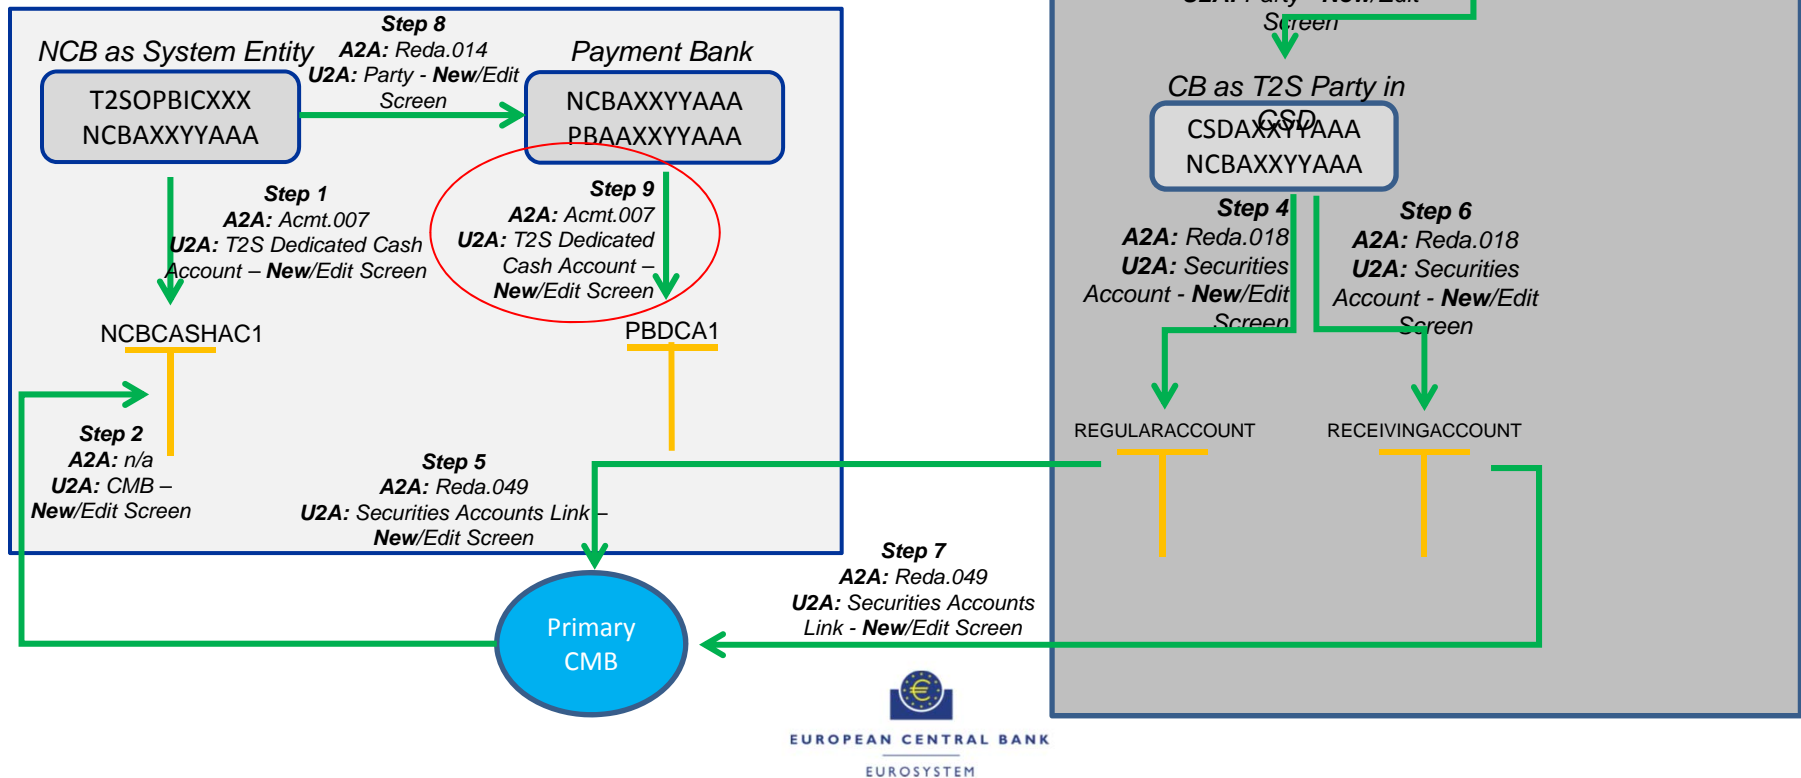 Step 8
A2A: Reda.014
U2A: Party - New/Edit
Screen
NCB as System Entity
Payment Bank
T2SOPBICXXX
NCBAXXYYAAA
NCBAXXYYAAA
PBAAXXYYAAA
Step 1
A2A: Acmt.007
U2A: T2S Dedicated Cash
Account – New/Edit Screen
Step 9
A2A: Acmt.007
U2A: T2S Dedicated
Cash Account –
New/Edit Screen
NCBCASHAC1
PBDCA1
Step 2
A2A: n/a
U2A: CMB –
New/Edit Screen
Step 5
A2A: Reda.049
U2A: Securities Accounts Link –
New/Edit Screen
Primary
CMB
U2A: Party - New/Edit
Screen
CB as T2S Party in
CSD
CSDAXXYYAAA
NCBAXXYYAAA
Step 4
A2A: Reda.018
U2A: Securities
Account - New/Edit
Screen
Step 6
A2A: Reda.018
U2A: Securities
Account - New/Edit
Screen
REGULARACCOUNT
RECEIVINGACCOUNT
Step 7
A2A: Reda.049
U2A: Securities Accounts
Link - New/Edit Screen
EUROPEAN CENTRAL BANK
EUROSYSTEM